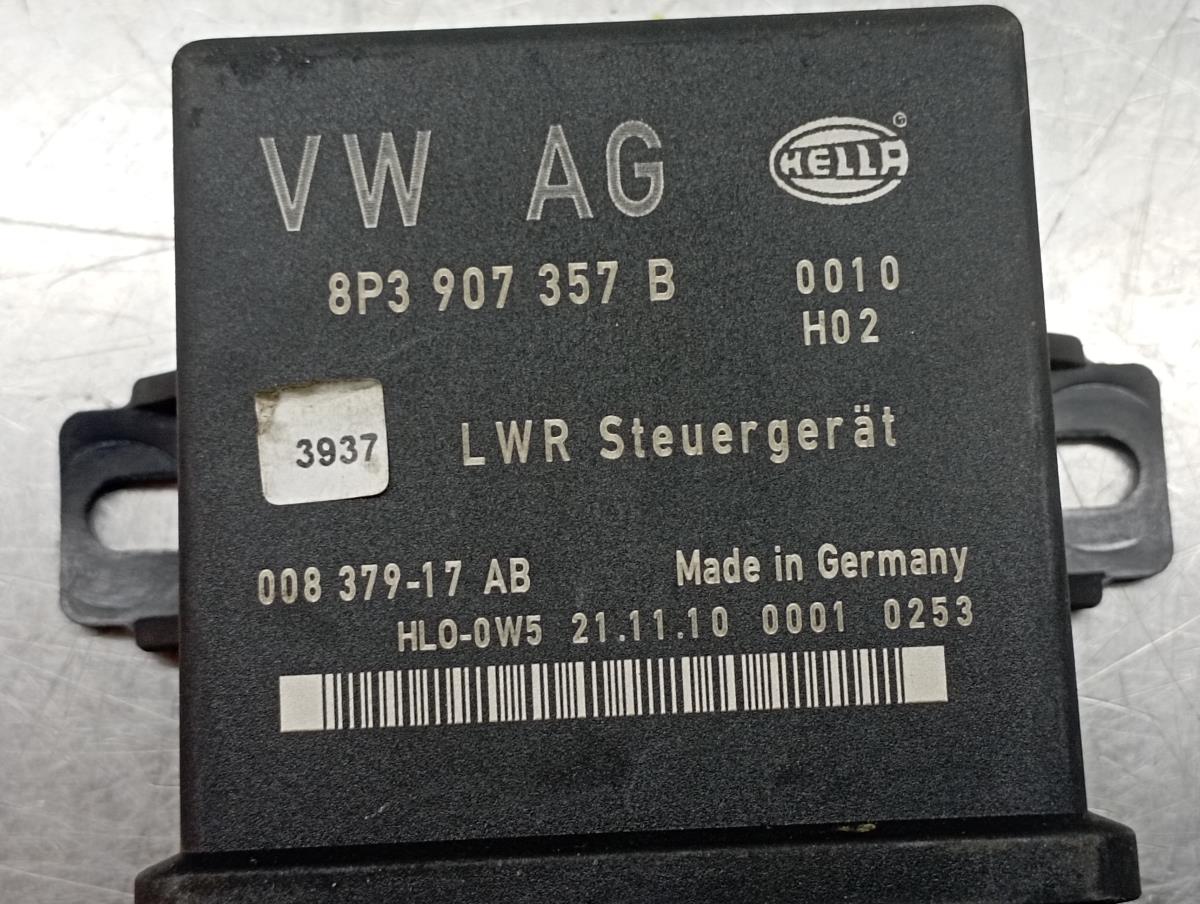 VW AG
HELLA
8P3 907 357 B 0010
H02
3937
LWR Steuergerät
008 379-17 AB Made in Germany
HLO-0W5 21.11.10 0001 0253